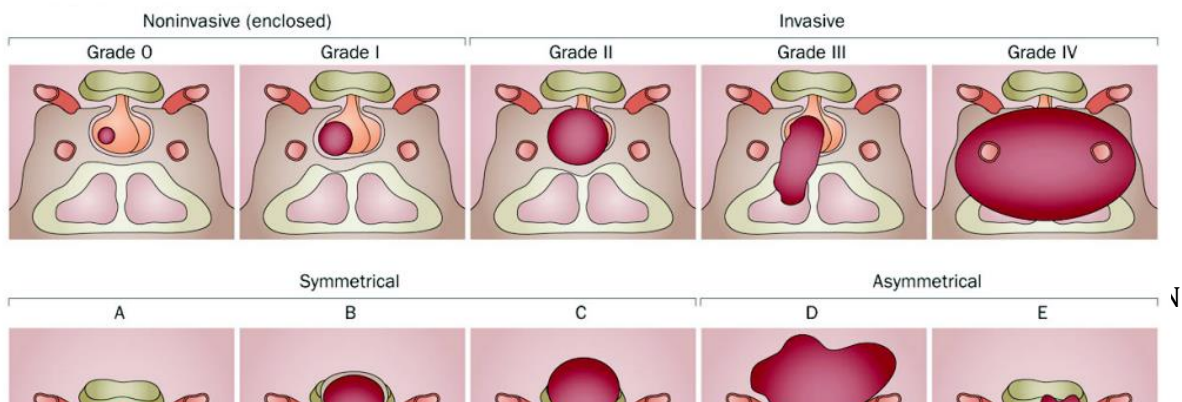 Noninvasive (enclosed) Invasive
Grade 0 Grade I Grade II Grade III Grade IV
Symmetrical Asymmetrical
A B C D E